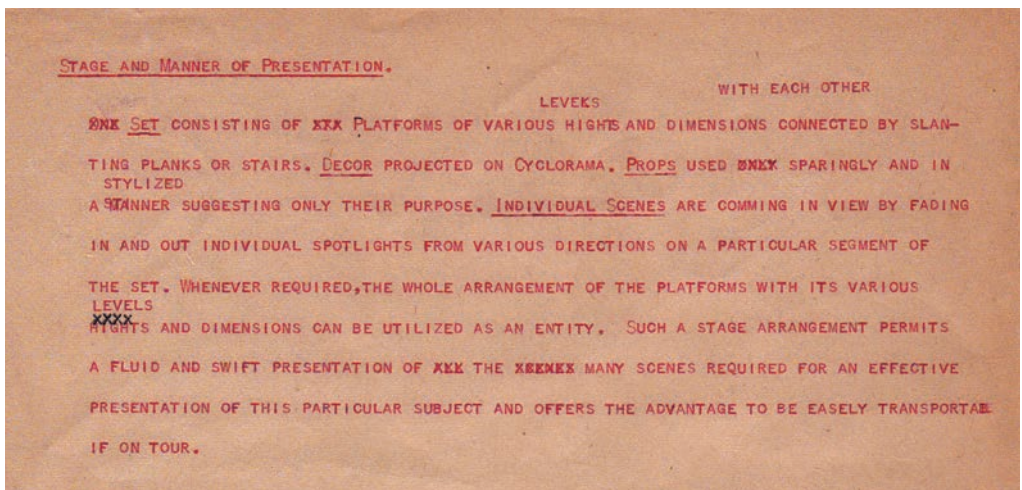 STAGE AND MANNER OF PRESENTATION.
WITH EACH OTHER
LEVEKS
SET CONSISTING OF XXX PLATFORMS OF VARIOUS HIGHTS AND DIMENSIONS CONNECTED BY SLAN-
TING PLANKS OR STAIRS. DECOR PROJECTED ON CYCLORAMA. PROPS USED SPARINGLY AND IN
STYLIZED
A MANNER SUGGESTING ONLY THEIR PURPOSE. INDIVIDUAL SCENES ARE COMMING IN VIEW BY FADING
IN AND OUT INDIVIDUAL SPOTLIGHTS FROM VARIOUS DIRECTIONS ON A PARTICULAR SEGMENT OF
THE SET. WHENEVER REQUIRED,THE WHOLE ARRANGEMENT OF THE PLATFORMS WITH ITS VARIOUS
LEVELS
HIGHTS AND DIMENSIONS CAN BE UTILIZED AS AN ENTITY. SUCH A STAGE ARRANGEMENT PERMITS
A FLUID AND SWIFT PRESENTATION OF THE MANY SCENES REQUIRED FOR AN EFFECTIVE
PRESENTATION OF THIS PARTICULAR SUBJECT AND OFFERS THE ADVANTAGE TO BE EASELY TRANSPORTABLE
IF ON TOUR.